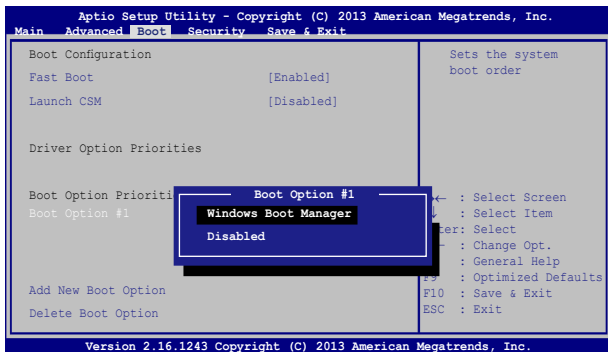 Aptio Setup Utility - Copyright (C) 2013 American Megatrends, Inc.
Main Advanced Boot Security Save & Exit
Boot Configuration
Fast Boot [Enabled]
Launch CSM [Disabled]
Driver Option Priorities
Boot Option Prioriti
Boot Option #1
Boot Option #1
Windows Boot Manager
Disabled
Add New Boot Option
Delete Boot Option
Sets the system
boot order
← : Select Screen
: Select Item
ter: Select
: Change Opt.
: General Help
F9 : Optimized Defaults
F10 : Save & Exit
ESC : Exit
Version 2.16.1243 Copyright (C) 2013 American Megatrends, Inc.